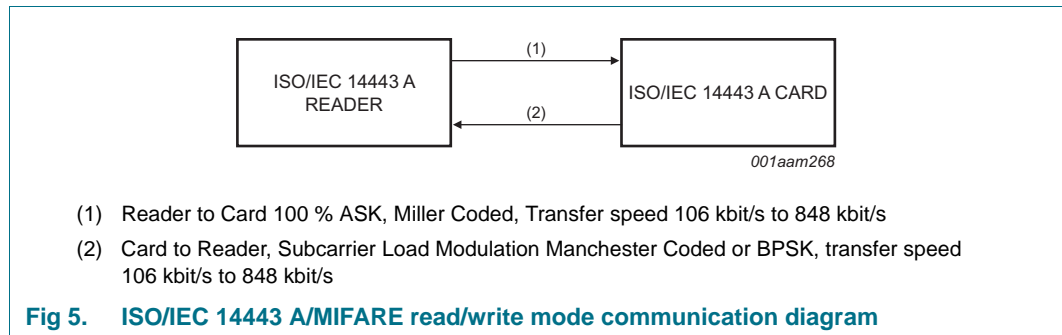 (1)
ISO/IEC 14443 A
READER
ISO/IEC 14443 A CARD
(2)
001aam268
(1) Reader to Card 100 % ASK, Miller Coded, Transfer speed 106 kbit/s to 848 kbit/s
(2) Card to Reader, Subcarrier Load Modulation Manchester Coded or BPSK, transfer speed
106 kbit/s to 848 kbit/s
Fig 5. ISO/IEC 14443 A/MIFARE read/write mode communication diagram